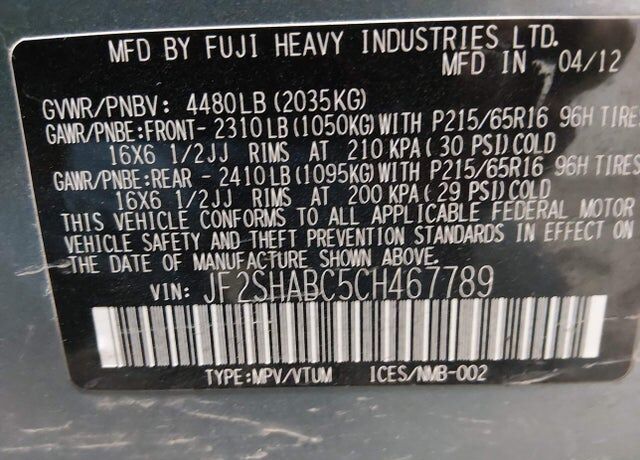 MFD BY FUJI HEAVY INDUSTRIES LTD.
MFD IN 04/12
GVWR/PNBV: 4480LB(2035KG)
GAWR/PNBE:FRONT- 2310LB(1050KG)WITH P215/65R16 96H TIRES
16X6 1/2JJ RIMS AT 210 KPA( 30 PSI)COLD
GAWR/PNBE:REAR - 2410LB(1095KG)WITH P215/65R16 96H TIRES
16X6 1/2JJ RIMS AT 200 KPA( 29 PSI)COLD
THIS VEHICLE CONFORMS TO ALL APPLICABLE FEDERAL MOTOR
VEHICLE SAFETY AND THEFT PREVENTION STANDARDS IN EFFECT ON
THE DATE OF MANUFACTURE SHOWN ABOVE.
VIN: JF2SHABC5CH467789
TYPE:MPV/VTUM ICES/NMB-002